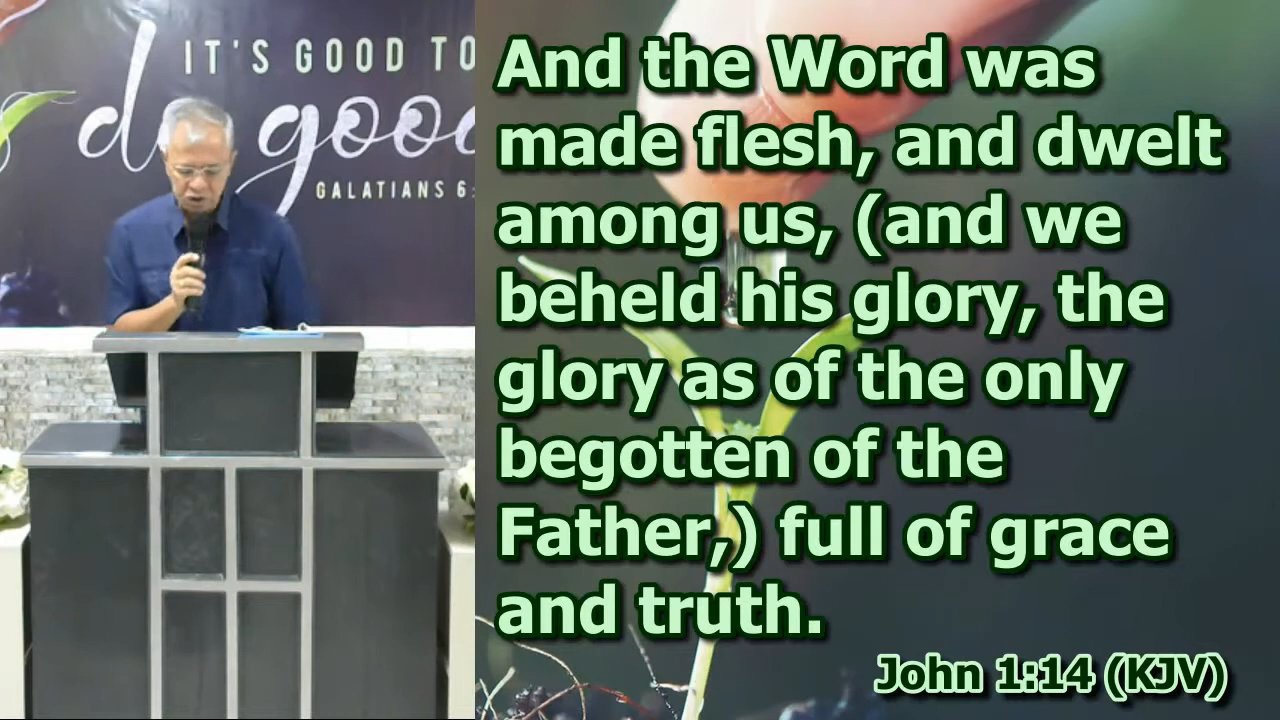 IT'S GOOD TO
do good
GALATIANS 6:
And the Word was
made flesh, and dwelt
among us, (and we
beheld his glory, the
glory as of the only
begotten of the
Father,) full of grace
and truth.
John 1:14 (KJV)